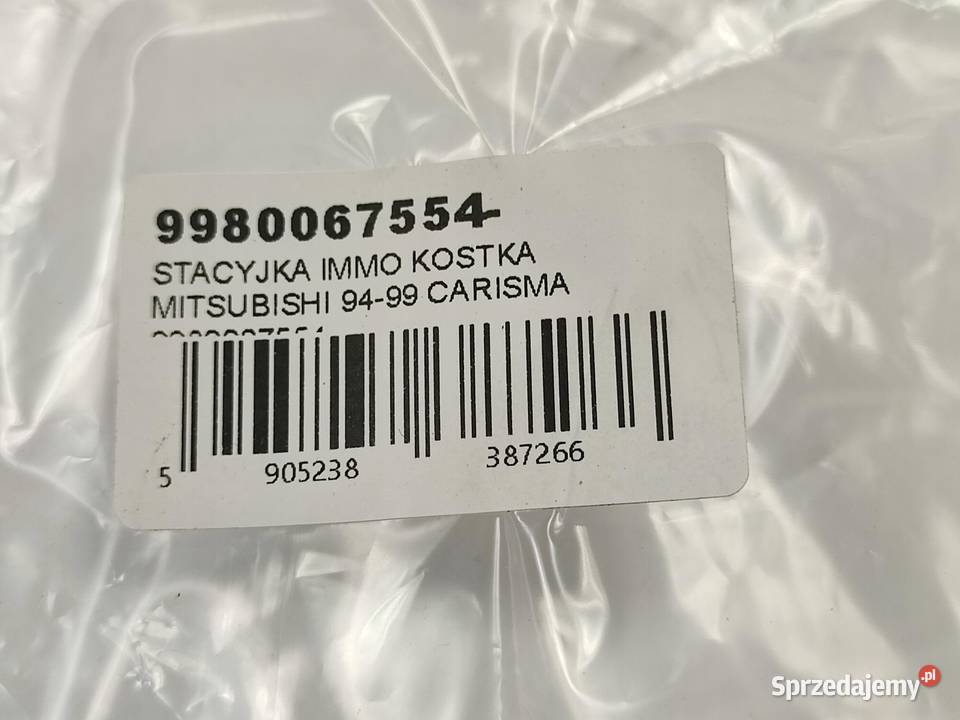 9980067554-
STACYJKA IMMO KOSTKA
MITSUBISHI 94-99 CARISMA
5 905238 387266
Sprzedajemy.pl